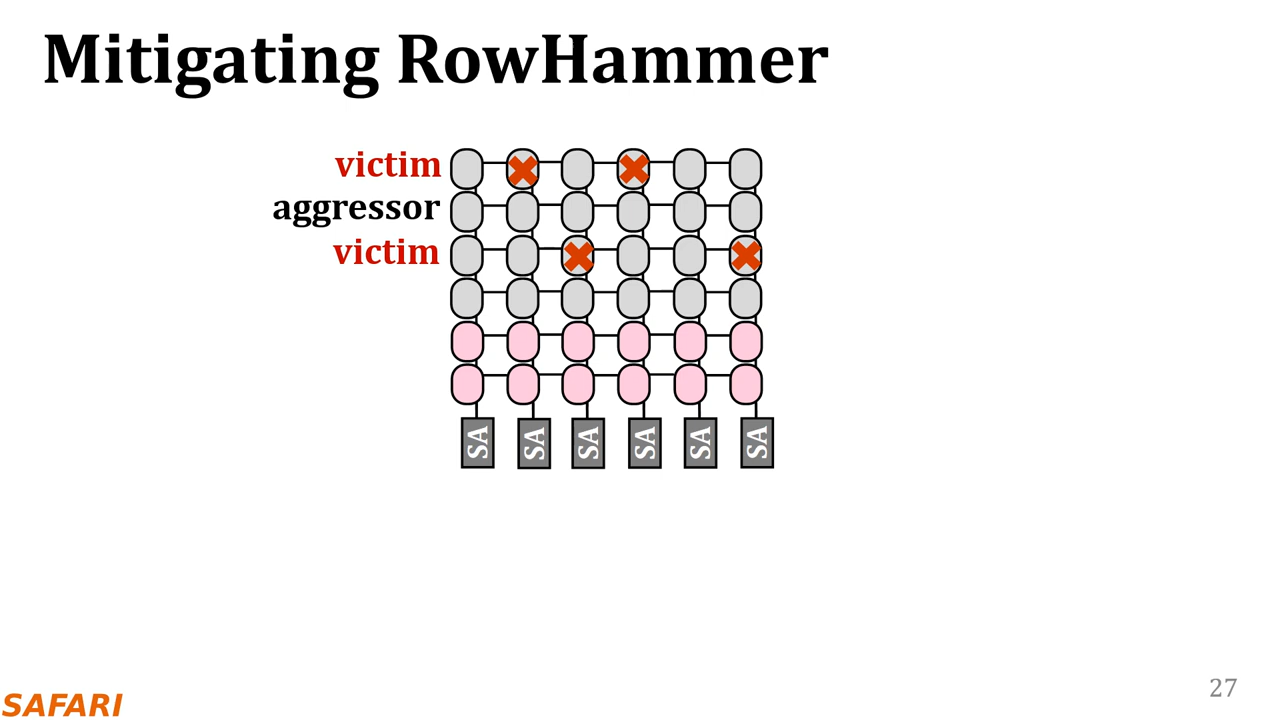 Mitigating RowHammer
victim
aggressor
victim
SA SA SA SA SA SA
SAFARI
27